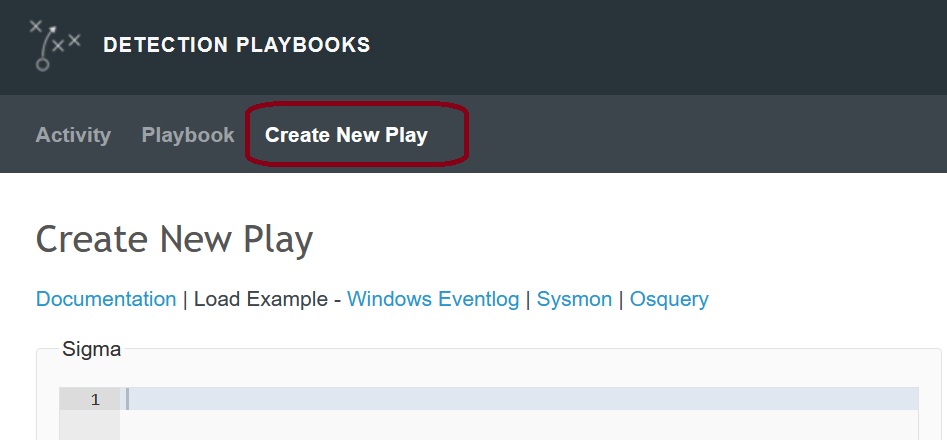 DETECTION PLAYBOOKS
Activity Playbook Create New Play
Create New Play
Documentation | Load Example - Windows Eventlog | Sysmon | Osquery
Sigma
1